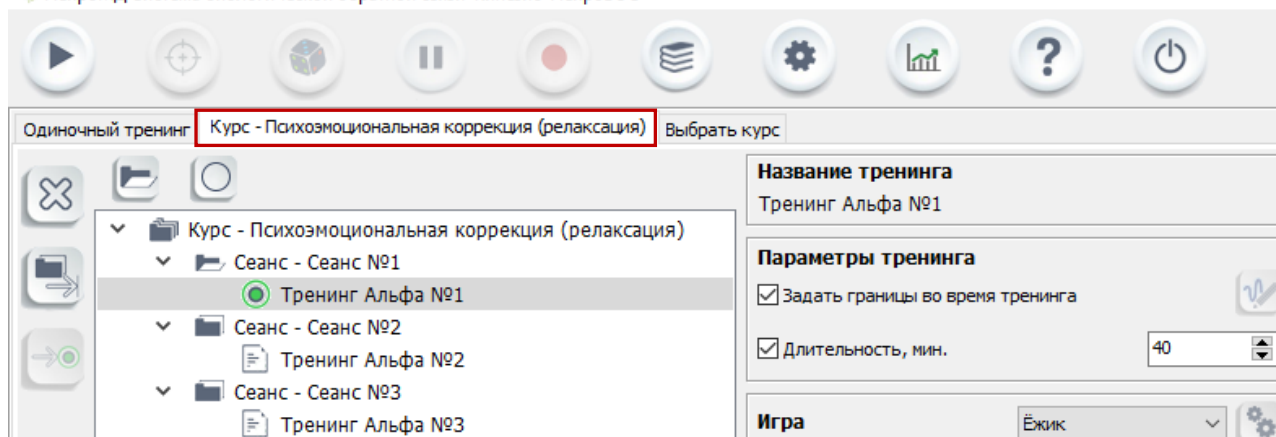 Одиночный тренинг Курс - Психоэмоциональная коррекция (релаксация) Выбрать курс
Название тренинга
Тренинг Альфа №1
Курс - Психоэмоциональная коррекция (релаксация)
Сеанс - Сеанс №1
Тренинг Альфа №1
Сеанс - Сеанс №2
Тренинг Альфа №2
Сеанс - Сеанс №3
Тренинг Альфа №3
Параметры тренинга
Задать границы во время тренинга
Длительность, мин. 40
Игра Ёжик